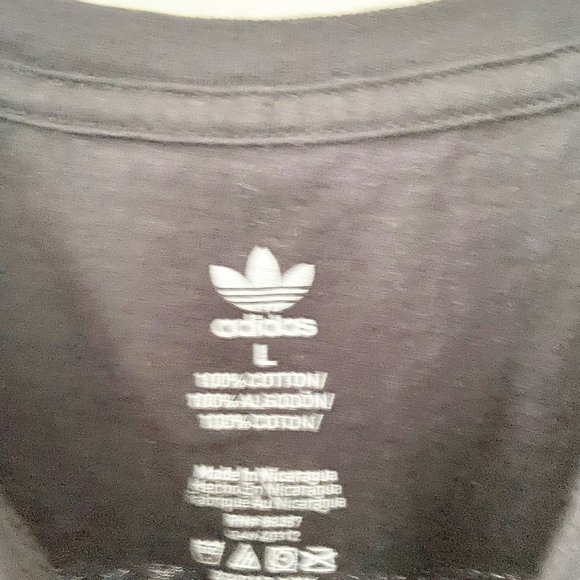 adidas
L
100% COTTON/
100% ALGODÓN/
100% COTON/
Made In Nicaragua
Hecho En Nicaragua
Fabriqué Au Nicaragua